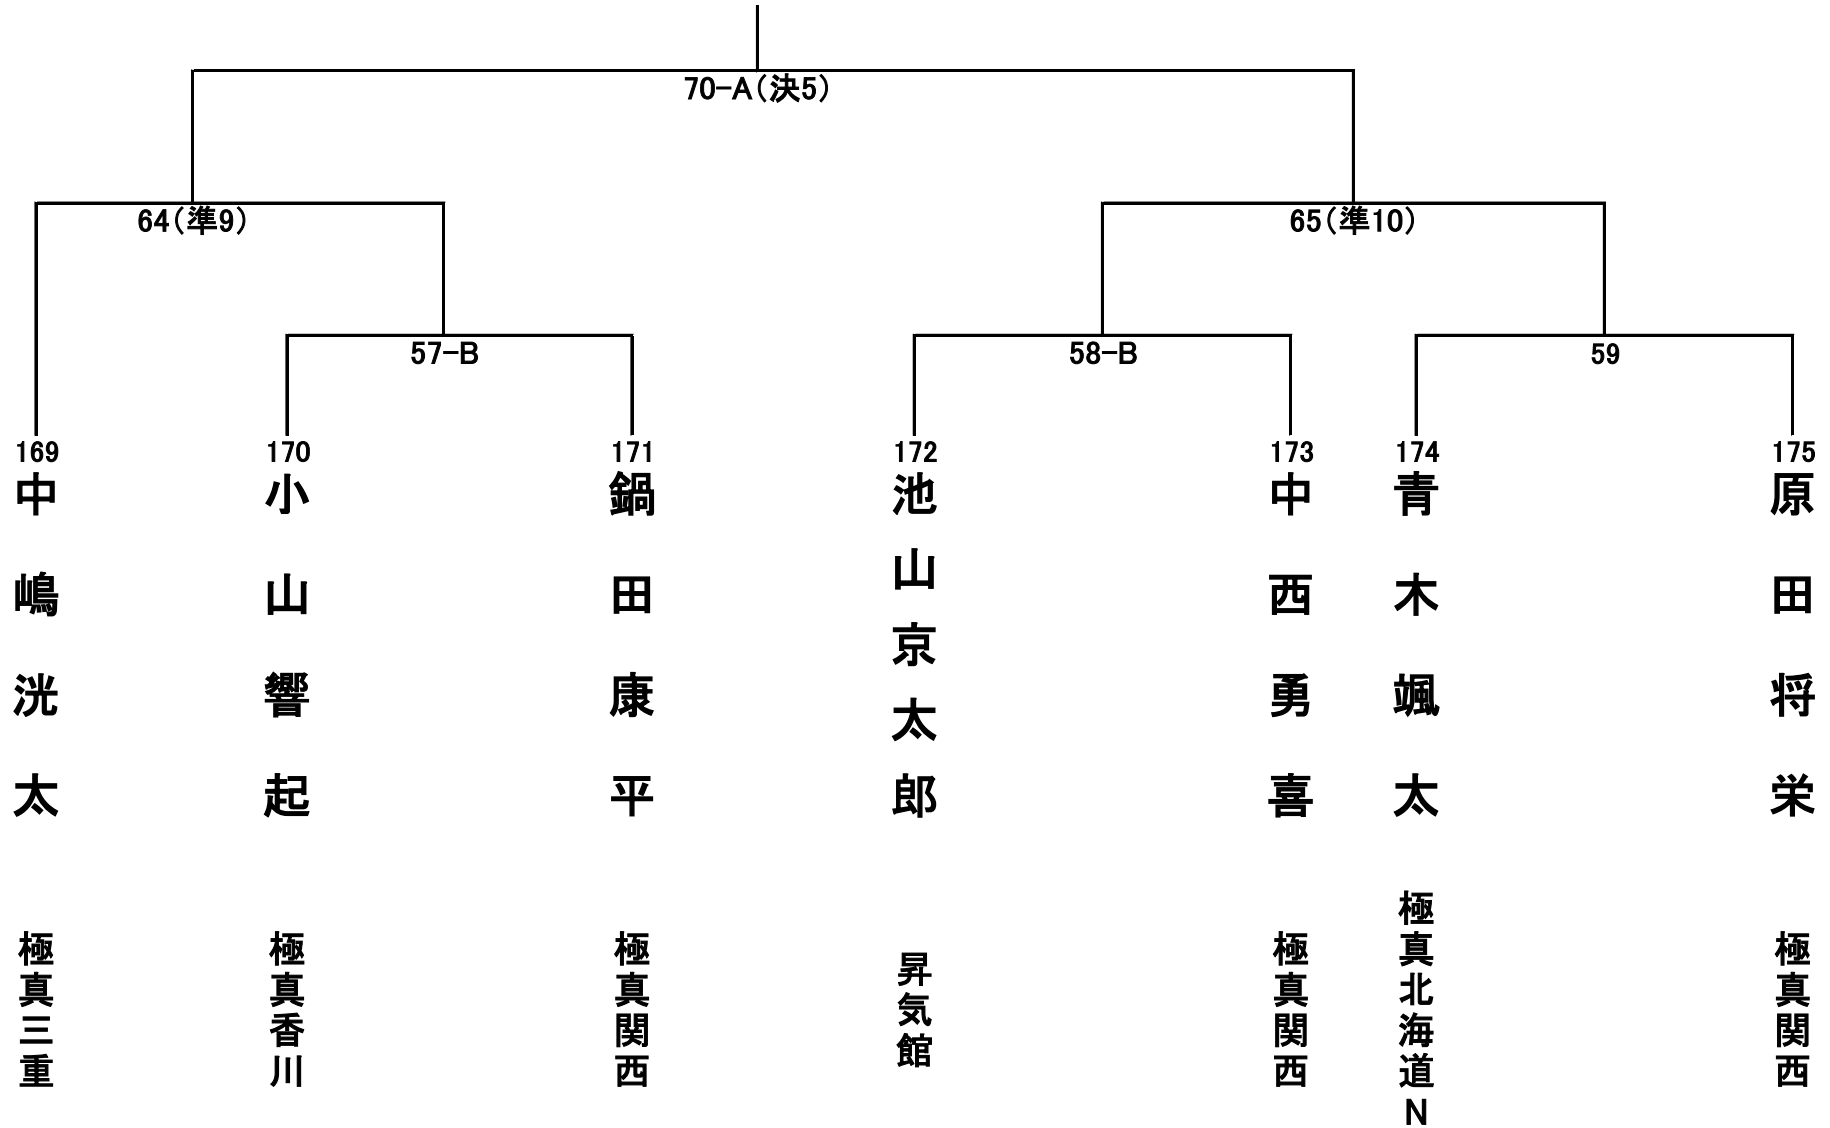 70-A(決5)
64(準9)
65(準10)
57-B
58-B
59
169
170
171
172
173
174
175
中嶋洸太
小山響起
鍋田康平
池山京太郎
中西勇喜
青木颯太
原田将栄
極真三重
極真香川
極真関西
昇気館
極真関西
極真北海道N
極真関西